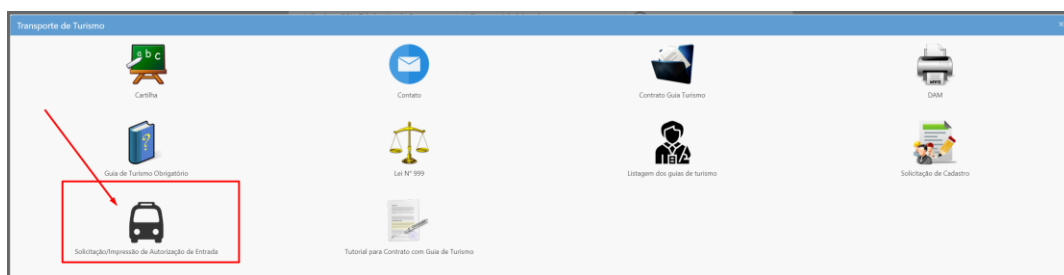 Transporte de Turismo
Cartilha
Contato
Contrato Guia Turismo
DAM
Guia de Turismo Obrigatório
Lei Nº 999
Listagem dos guias de turismo
Solicitação de Cadastro
Solicitação/Impressão de Autorização de Entrada
Tutorial para Contrato com Guia de Turismo